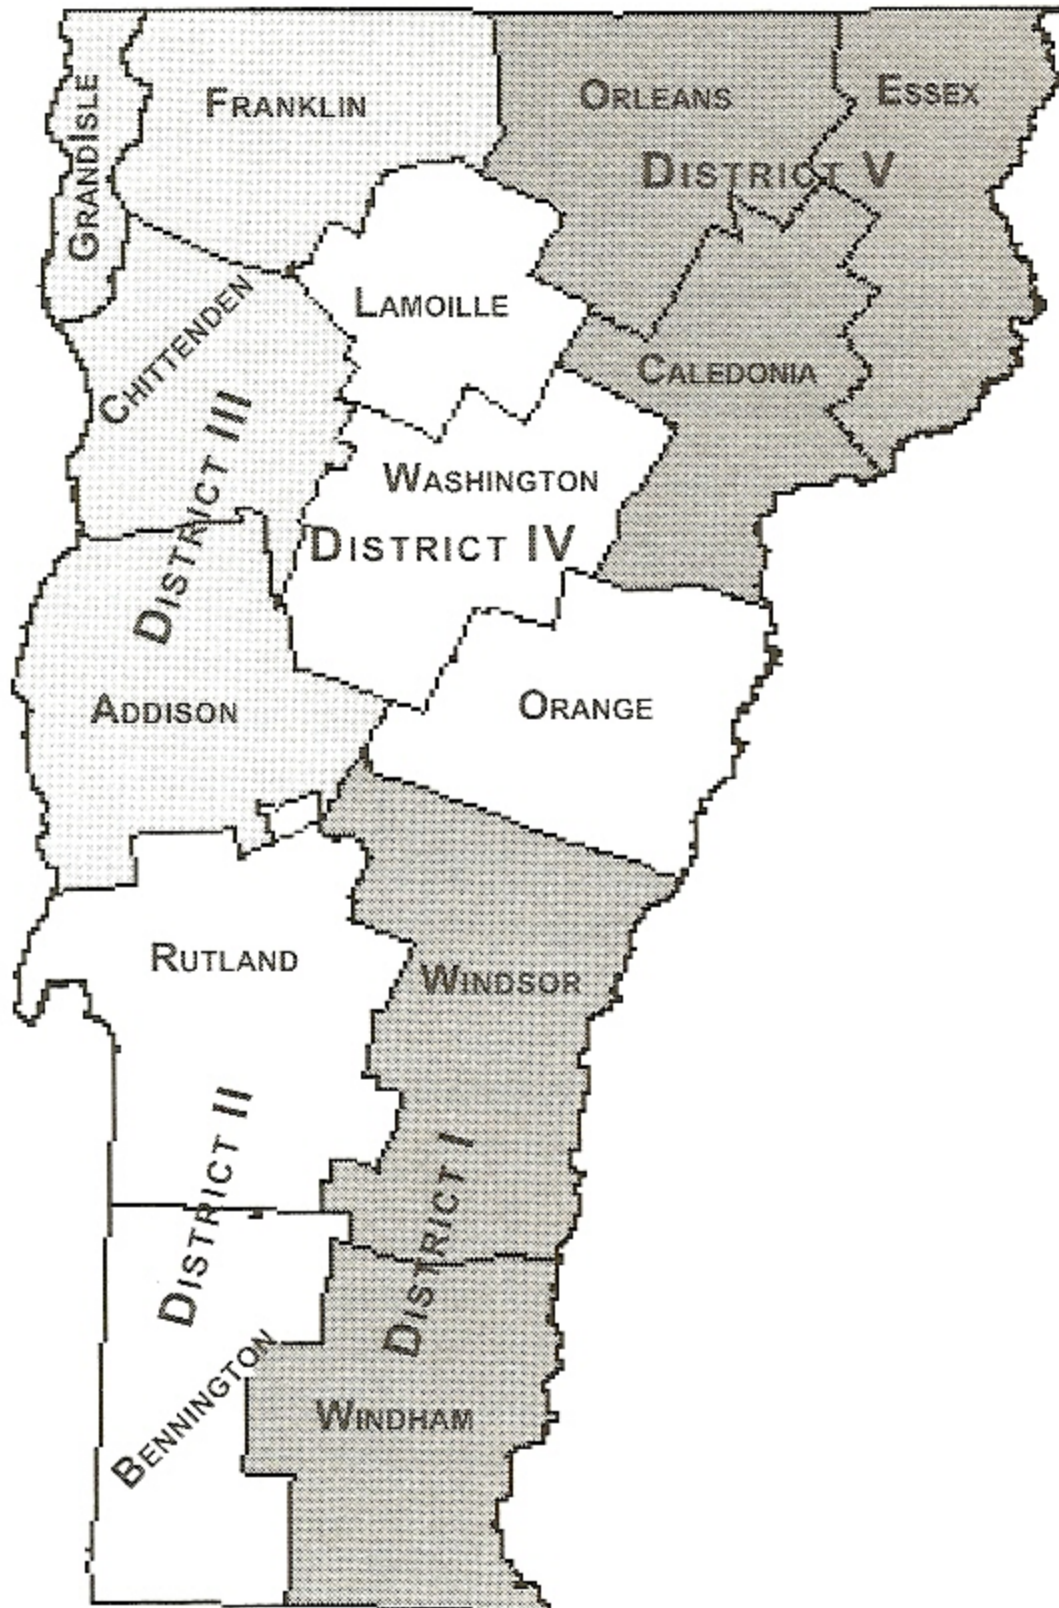 GRAND ISLE
FRANKLIN
ORLEANS
ESSEX
DISTRICT V
LAMOILLE
CHITTENDEN
CALEDONIA
DISTRICT III
WASHINGTON
DISTRICT IV
ADDISON
ORANGE
RUTLAND
WINDSOR
DISTRICT II
DISTRICT I
BENNINGTON
WINDHAM